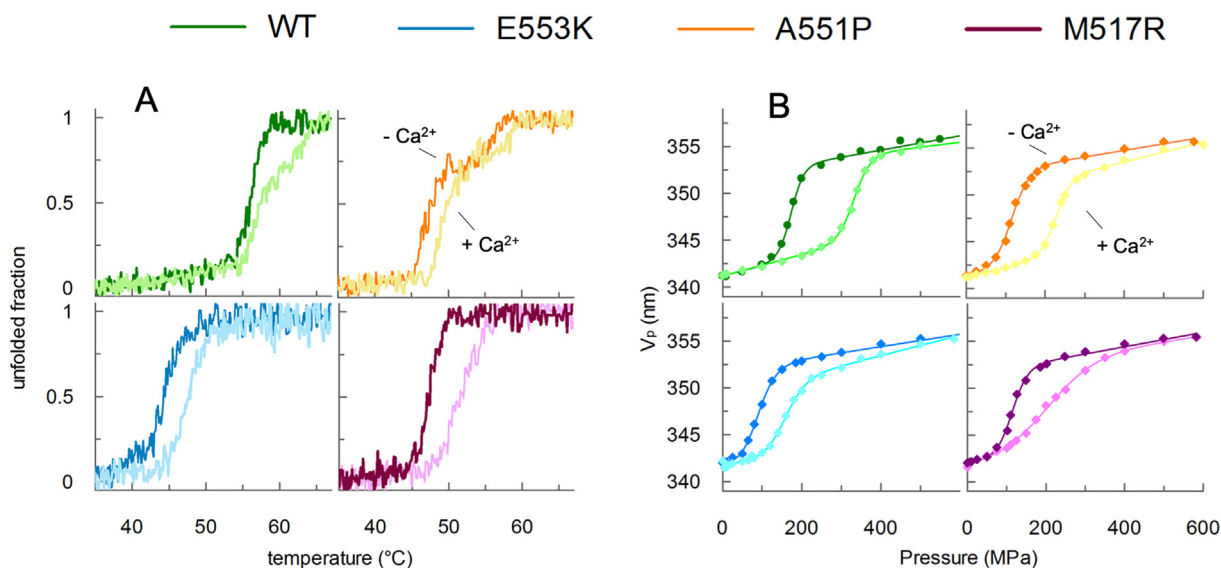 WT E553K A551P M517R
A B
1
0.5
0
- Ca²⁺
+ Ca²⁺
1
0.5
0
unfolded fraction
40 50 60 40 50 60
temperature (°C)
355
350
345
340
- Ca²⁺
+ Ca²⁺
355
350
345
340
Vₚ (nm)
0 200 400 0 200 400 600
Pressure (MPa)